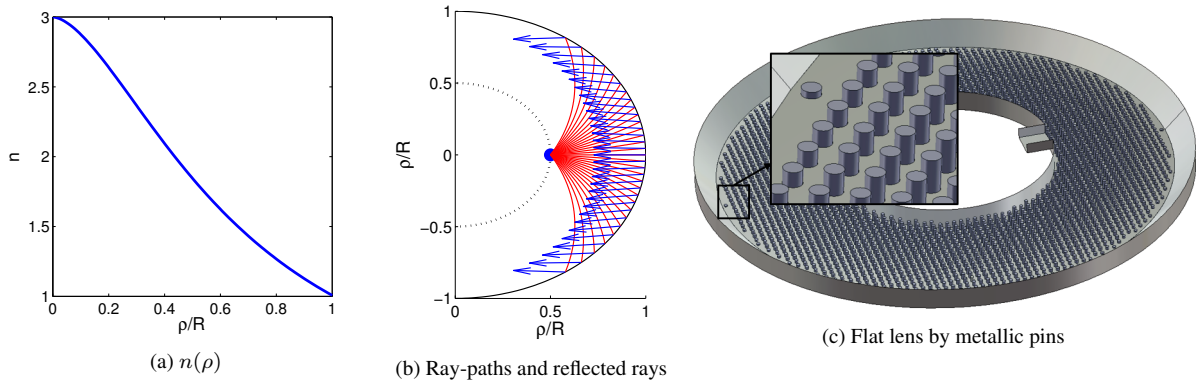 3
2.5
2
1.5
1
n
0
0.2
0.4
0.6
0.8
1
ρ/R
(a) n(ρ)
1
0.5
0
−0.5
−1
ρ/R
0
0.5
1
ρ/R
(b) Ray-paths and reflected rays
(c) Flat lens by metallic pins